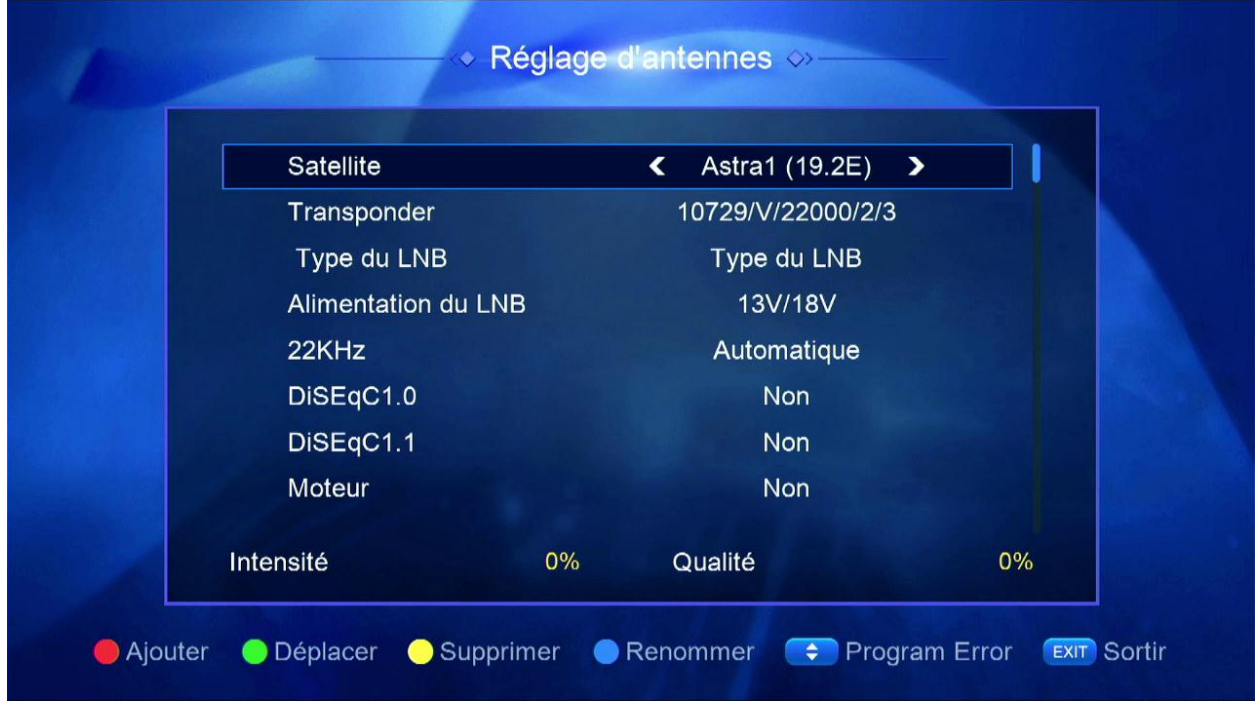 Réglage d'antennes
Satellite Astra1 (19.2E)
Transponder 10729/V/22000/2/3
Type du LNB Type du LNB
Alimentation du LNB 13V/18V
22KHz Automatique
DiSEqC1.0 Non
DiSEqC1.1 Non
Moteur Non
Intensité 0% Qualité 0%
Ajouter Déplacer Supprimer Renommer Program Error EXIT Sortir